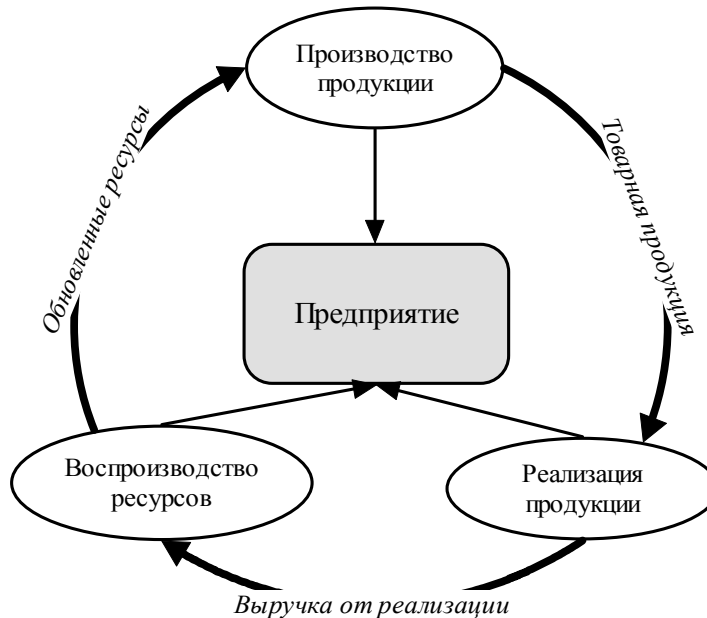 Производство
продукции
Обновленные ресурсы
Товарная продукция
Предприятие
Воспроизводство
ресурсов
Реализация
продукции
Выручка от реализации